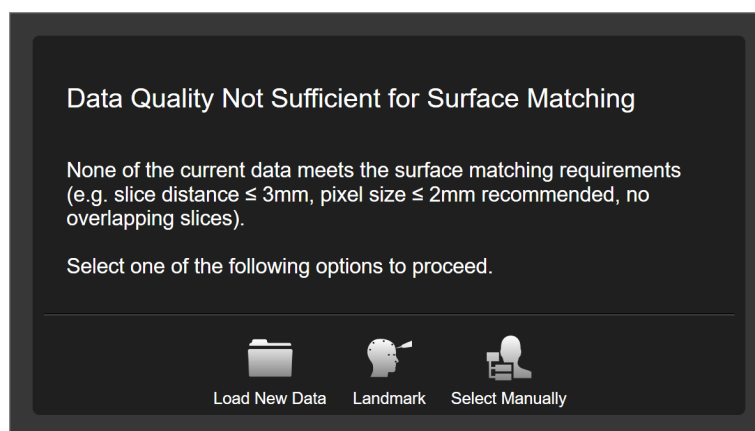 Data Quality Not Sufficient for Surface Matching
None of the current data meets the surface matching requirements
(e.g. slice distance ≤ 3mm, pixel size ≤ 2mm recommended, no
overlapping slices).
Select one of the following options to proceed.
Load New Data
Landmark
Select Manually